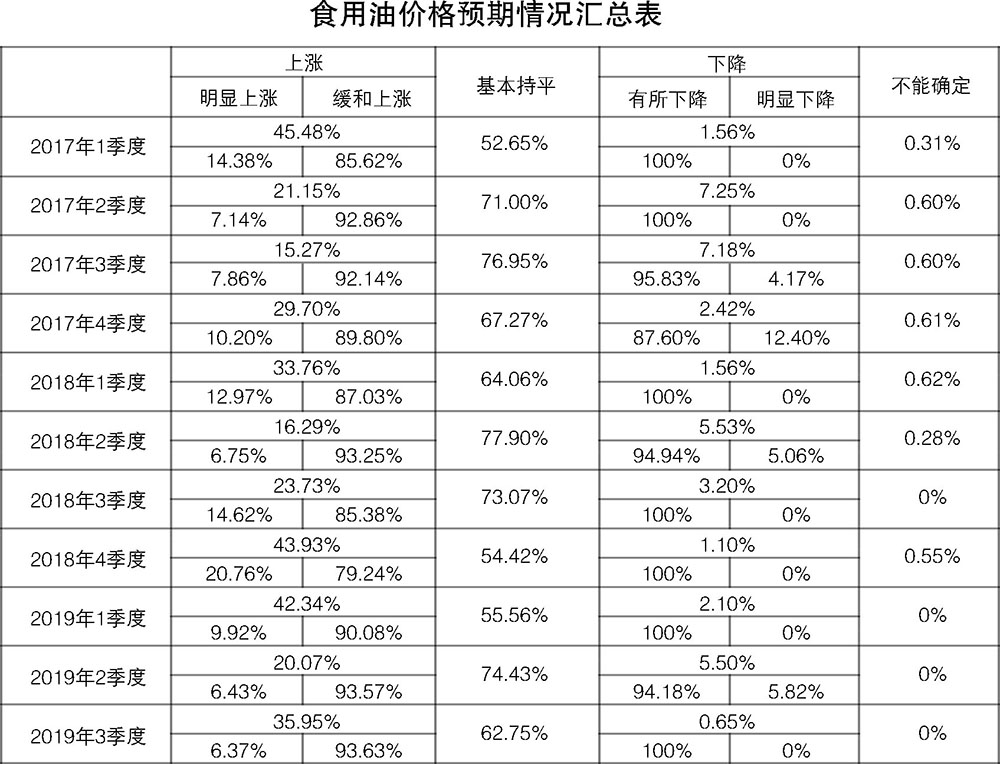 食用油价格预期情况汇总表
上涨 基本持平 下降 不能确定
明显上涨 缓和上涨 有所下降 明显下降
2017年1季度 45.48% 52.65% 1.56% 0.31%
14.38% 85.62% 100% 0%
2017年2季度 21.15% 71.00% 7.25% 0.60%
7.14% 92.86% 100% 0%
2017年3季度 15.27% 76.95% 7.18% 0.60%
7.86% 92.14% 95.83% 4.17%
2017年4季度 29.70% 67.27% 2.42% 0.61%
10.20% 89.80% 87.60% 12.40%
2018年1季度 33.76% 64.06% 1.56% 0.62%
12.97% 87.03% 100% 0%
2018年2季度 16.29% 77.90% 5.53% 0.28%
6.75% 93.25% 94.94% 5.06%
2018年3季度 23.73% 73.07% 3.20% 0%
14.62% 85.38% 100% 0%
2018年4季度 43.93% 54.42% 1.10% 0.55%
20.76% 79.24% 100% 0%
2019年1季度 42.34% 55.56% 2.10% 0%
9.92% 90.08% 100% 0%
2019年2季度 20.07% 74.43% 5.50% 0%
6.43% 93.57% 94.18% 5.82%
2019年3季度 35.95% 62.75% 0.65% 0%
6.37% 93.63% 100% 0%